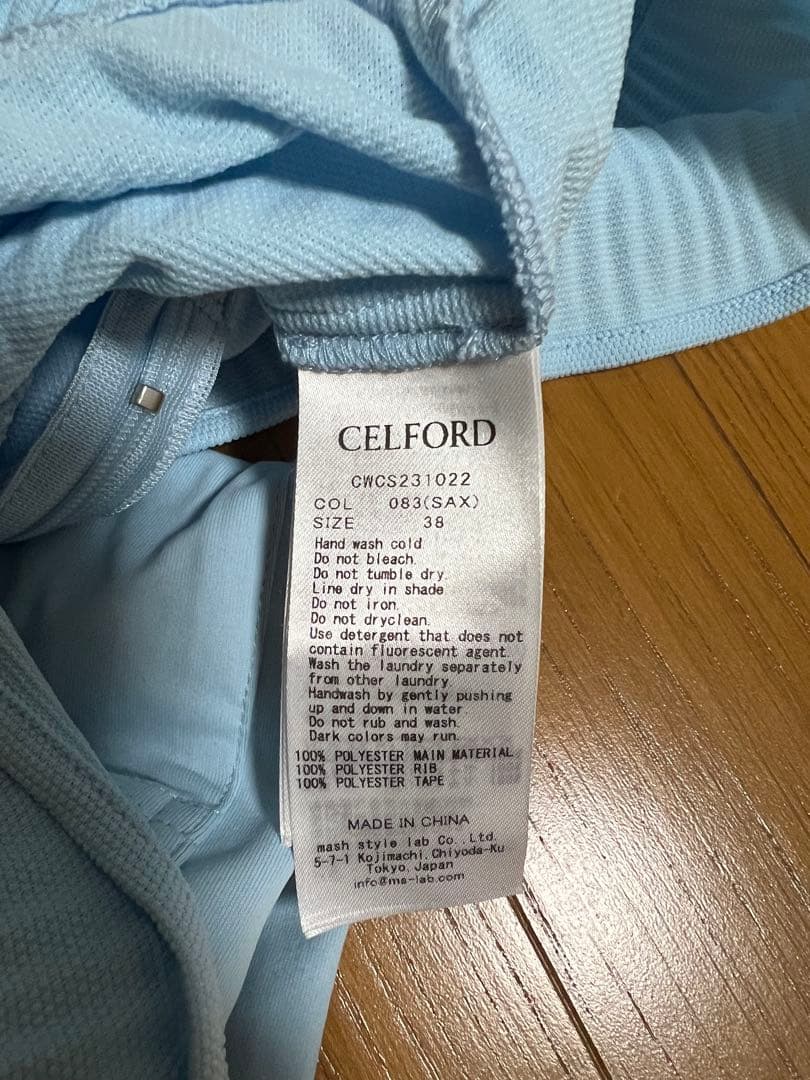 CELFORD
CWCS231022
COL 083(SAX)
SIZE 38
Hand wash cold
Do not bleach.
Do not tumble dry.
Line dry in shade
Do not iron.
Do not dryclean.
Use detergent that does not
contain fluorescent agent.
Wash the laundry separately
from other laundry.
Handwash by gently pushing
up and down in water.
Do not rub and wash.
Dark colors may run.
100% POLYESTER MAIN MATERIAL
100% POLYESTER RIB
100% POLYESTER TAPE
MADE IN CHINA
mash style lab Co.,Ltd.
5-7-1 Kojimachi,Chiyoda-Ku
Tokyo,Japan
info@ms-lab.com